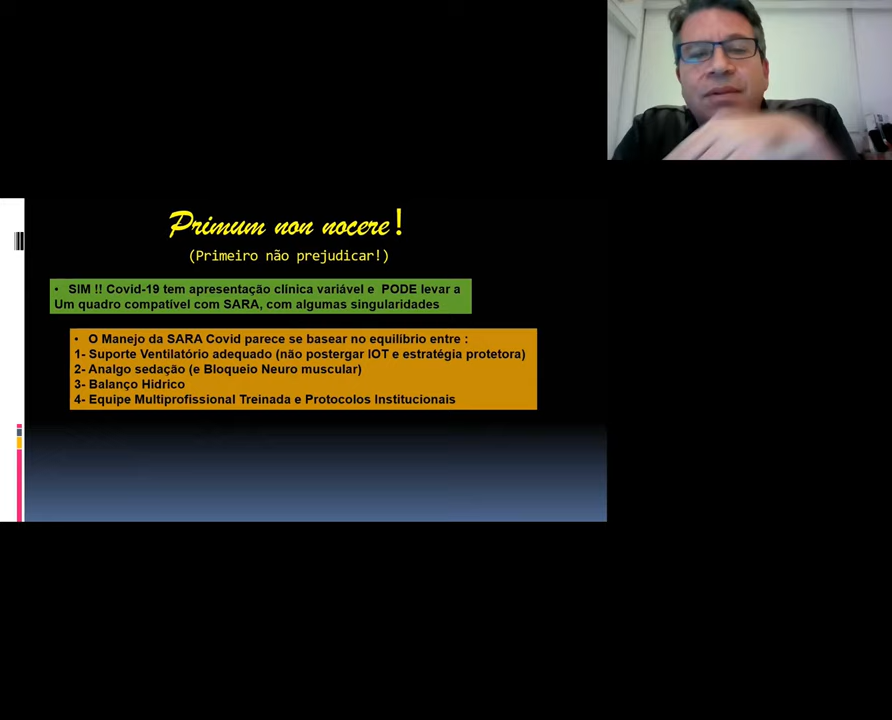 Primum non nocere!
(Primeiro não prejudicar!)
• SIM !! Covid-19 tem apresentação clínica variável e PODE levar a
Um quadro compatível com SARA, com algumas singularidades
• O Manejo da SARA Covid parece se basear no equilíbrio entre :
1- Suporte Ventilatório adequado (não postergar IOT e estratégia protetora)
2- Analgo sedação (e Bloqueio Neuro muscular)
3- Balanço Hídrico
4- Equipe Multiprofissional Treinada e Protocolos Institucionais